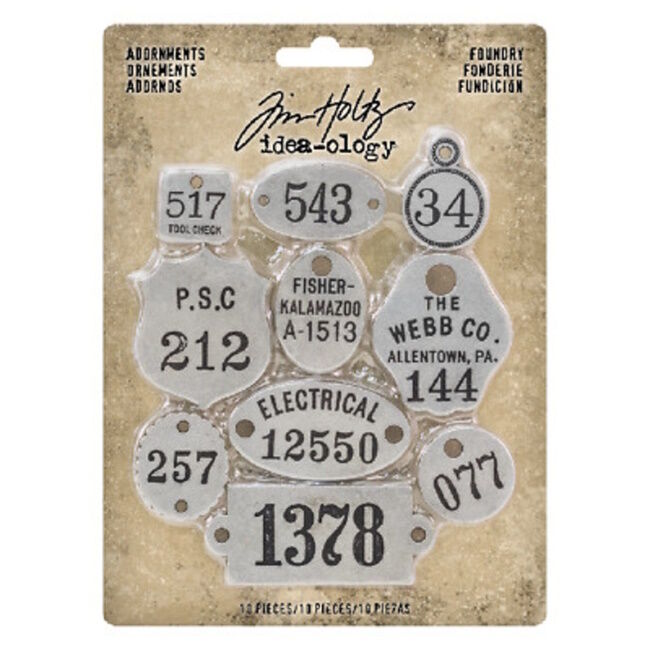 ADORNMENTS
ORNEMENTS
ADORNOS
FOUNDRY
FONDERIE
FUNDICIÓN
Tim Holtz
idea-ology
517
TOOL CHECK
543
34
P.S.C
212
FISHER-
KALAMAZOO
A-1513
THE
WEBB CO.
ALLENTOWN, PA.
144
ELECTRICAL
12550
257
077
1378
10 PIECES/10 PIÈCES/10 PIEZAS